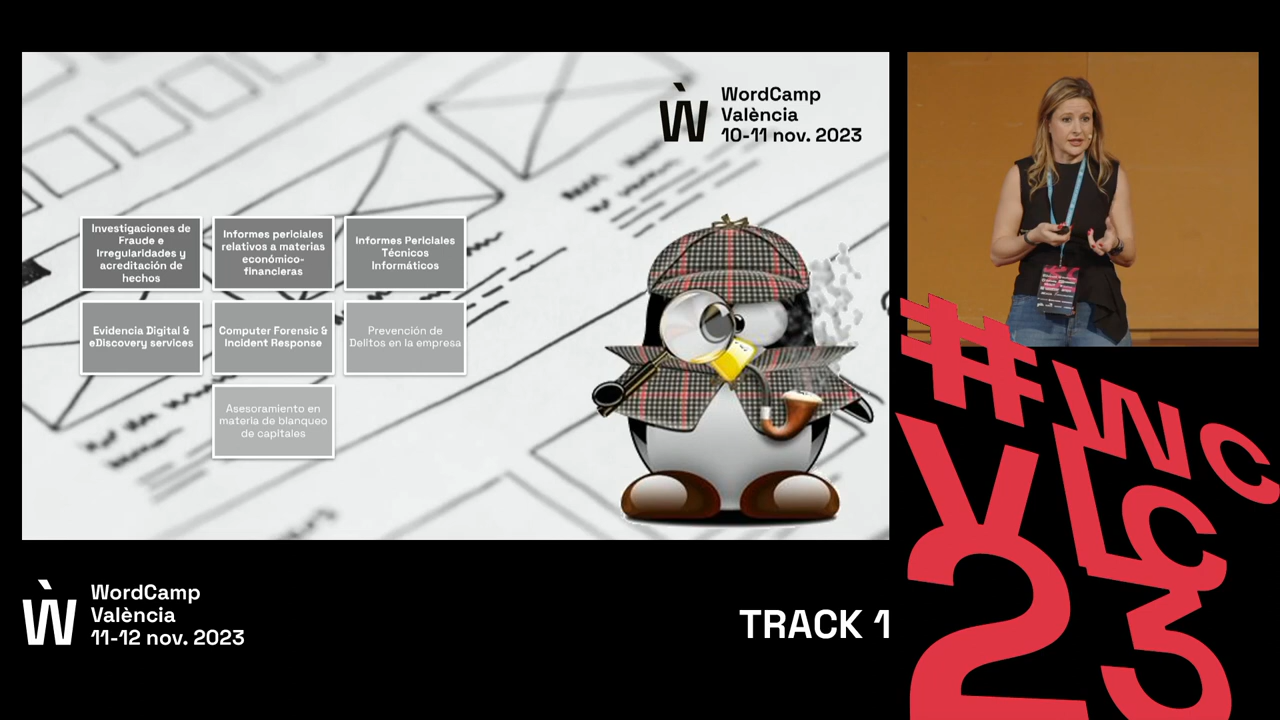 WordCamp
València
10-11 nov. 2023
Investigaciones de
Fraude e
Irregularidades y
acreditación de
hechos
Informes periciales
relativos a materias
económico-
financieras
Informes Periciales
Técnicos
Informáticos
Evidencia Digital &
eDiscovery services
Computer Forensic &
Incident Response
Prevención de
Delitos en la empresa
Asesoramiento en
materia de blanqueo
de capitales
WordCamp
València
11-12 nov. 2023
TRACK 1
#WC
VLC
23